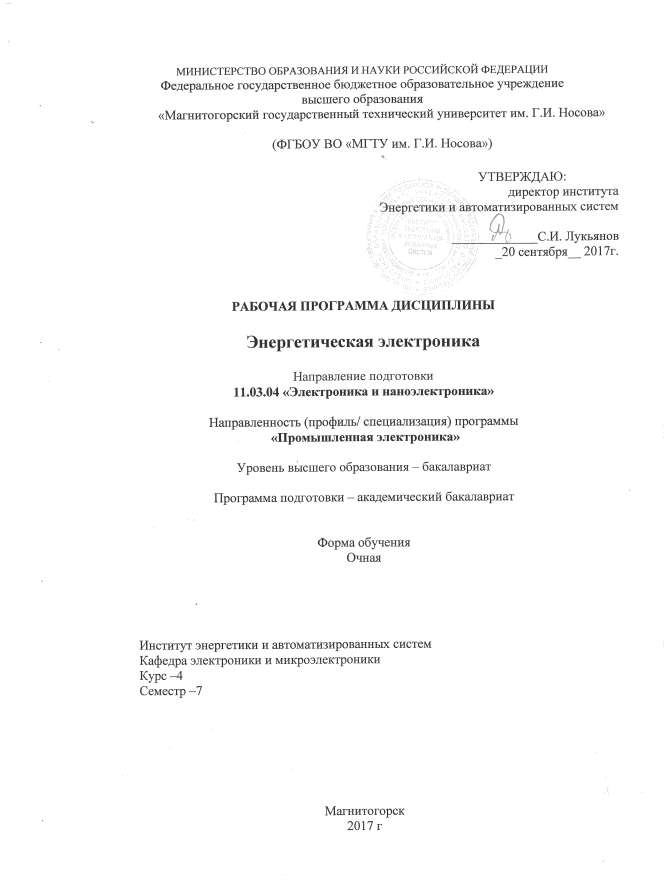 МИНИСТЕРСТВО ОБРАЗОВАНИЯ И НАУКИ РОССИЙСКОЙ ФЕДЕРАЦИИ
Федеральное государственное бюджетное образовательное учреждение
высшего образования
«Магнитогорский государственный технический университет им. Г.И. Носова»
(ФГБОУ ВО «МГТУ им. Г.И. Носова»)
УТВЕРЖДАЮ:
директор института
Энергетики и автоматизированных систем
_____________С.И. Лукьянов
_20 сентября__ 2017г.
РАБОЧАЯ ПРОГРАММА ДИСЦИПЛИНЫ
Энергетическая электроника
Направление подготовки
11.03.04 «Электроника и наноэлектроника»
Направленность (профиль/ специализация) программы
«Промышленная электроника»
Уровень высшего образования – бакалавриат
Программа подготовки – академический бакалавриат
Форма обучения
Очная
Институт энергетики и автоматизированных систем
Кафедра электроники и микроэлектроники
Курс –4
Семестр –7
Магнитогорск
2017 г